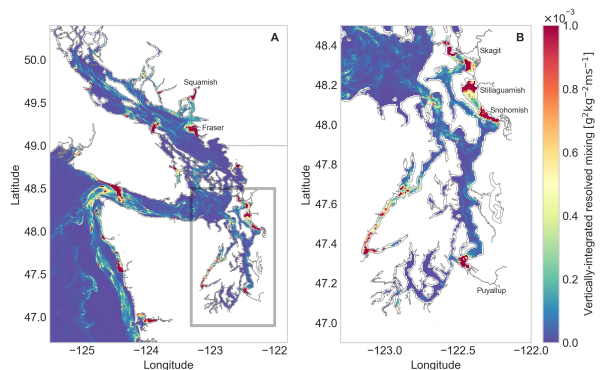 A
50.0
49.5
49.0
48.5
48.0
47.5
47.0
Latitude
Squamish
Fraser
−125
−124
−123
−122
Longitude
B
48.4
48.2
48.0
47.8
47.6
47.4
47.2
47.0
Latitude
Skagit
Stillaguamish
Snohomish
Puyallup
−123.0
−122.5
−122.0
Longitude
×10⁻³
1.0
0.8
0.6
0.4
0.2
0.0
Vertically-integrated resolved mixing [g²kg⁻²ms⁻¹]